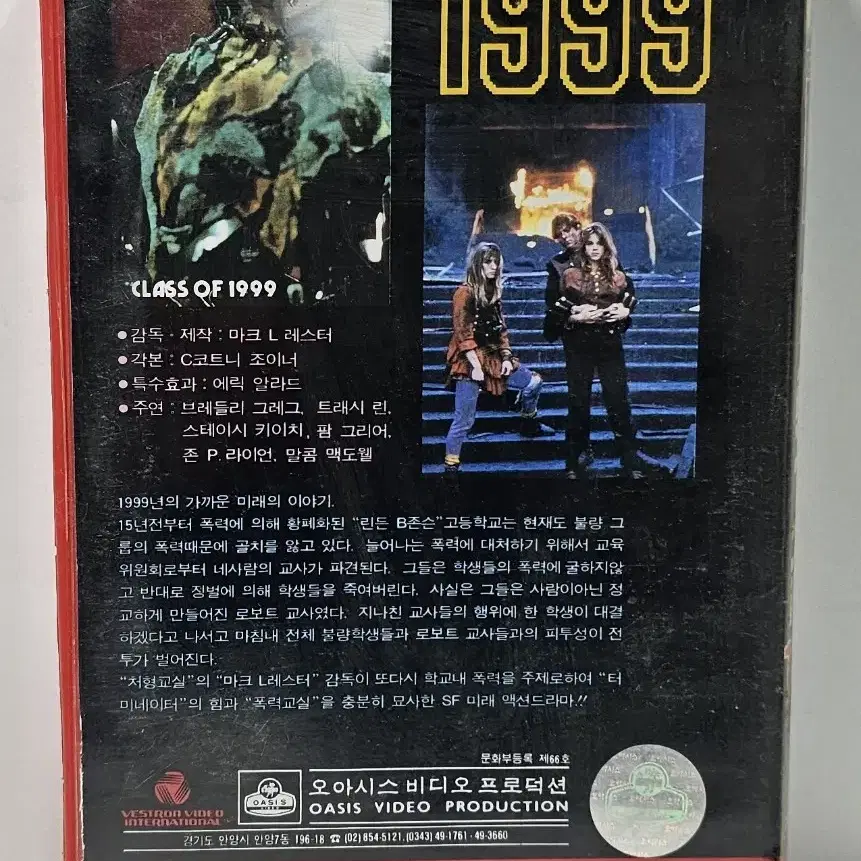 1999
CLASS OF 1999
●감독 · 제작 : 마크 L 레스터
●각본 : C코트니 조이너
●특수효과 : 에릭 알라드
●주연 : 브레들리 그레그, 트래시 린,
스테이시 키이치, 팜 그리어,
존 P. 라이언, 말콤 맥도웰
1999년의 가까운 미래의 이야기.
15년전부터 폭력에 의해 황폐화된 “린든 B존슨”고등학교는 현재도 불량 그
룹의 폭력때문에 골치를 앓고 있다. 늘어나는 폭력에 대처하기 위해서 교육
위원회로부터 네사람의 교사가 파견된다. 그들은 학생들의 폭력에 굴하지않
고 반대로 징벌에 의해 학생들을 죽여버린다. 사실은 그들은 사람이아닌 정
교하게 만들어진 로보트 교사였다. 지나친 교사들의 행위에 한 학생이 대결
하겠다고 나서고 마침내 전체 불량학생들과 로보트 교사들과의 피투성이 전
투가 벌어진다.
“처형교실”의 “마크 L레스터” 감독이 또다시 학교내 폭력을 주제로하여 “터
미네이터”의 힘과 “폭력교실”을 충분히 묘사한 SF 미래 액션드라마!!
문화부등록 제66호
VESTRON VIDEO
INTERNATIONAL
OASIS
VIDEO
오아시스 비디오 프로덕션
OASIS VIDEO PRODUCTION
경기도 안양시 안양7동 196-18 ☎ (02) 854-5121, (0343) 49-1761 · 49-3660